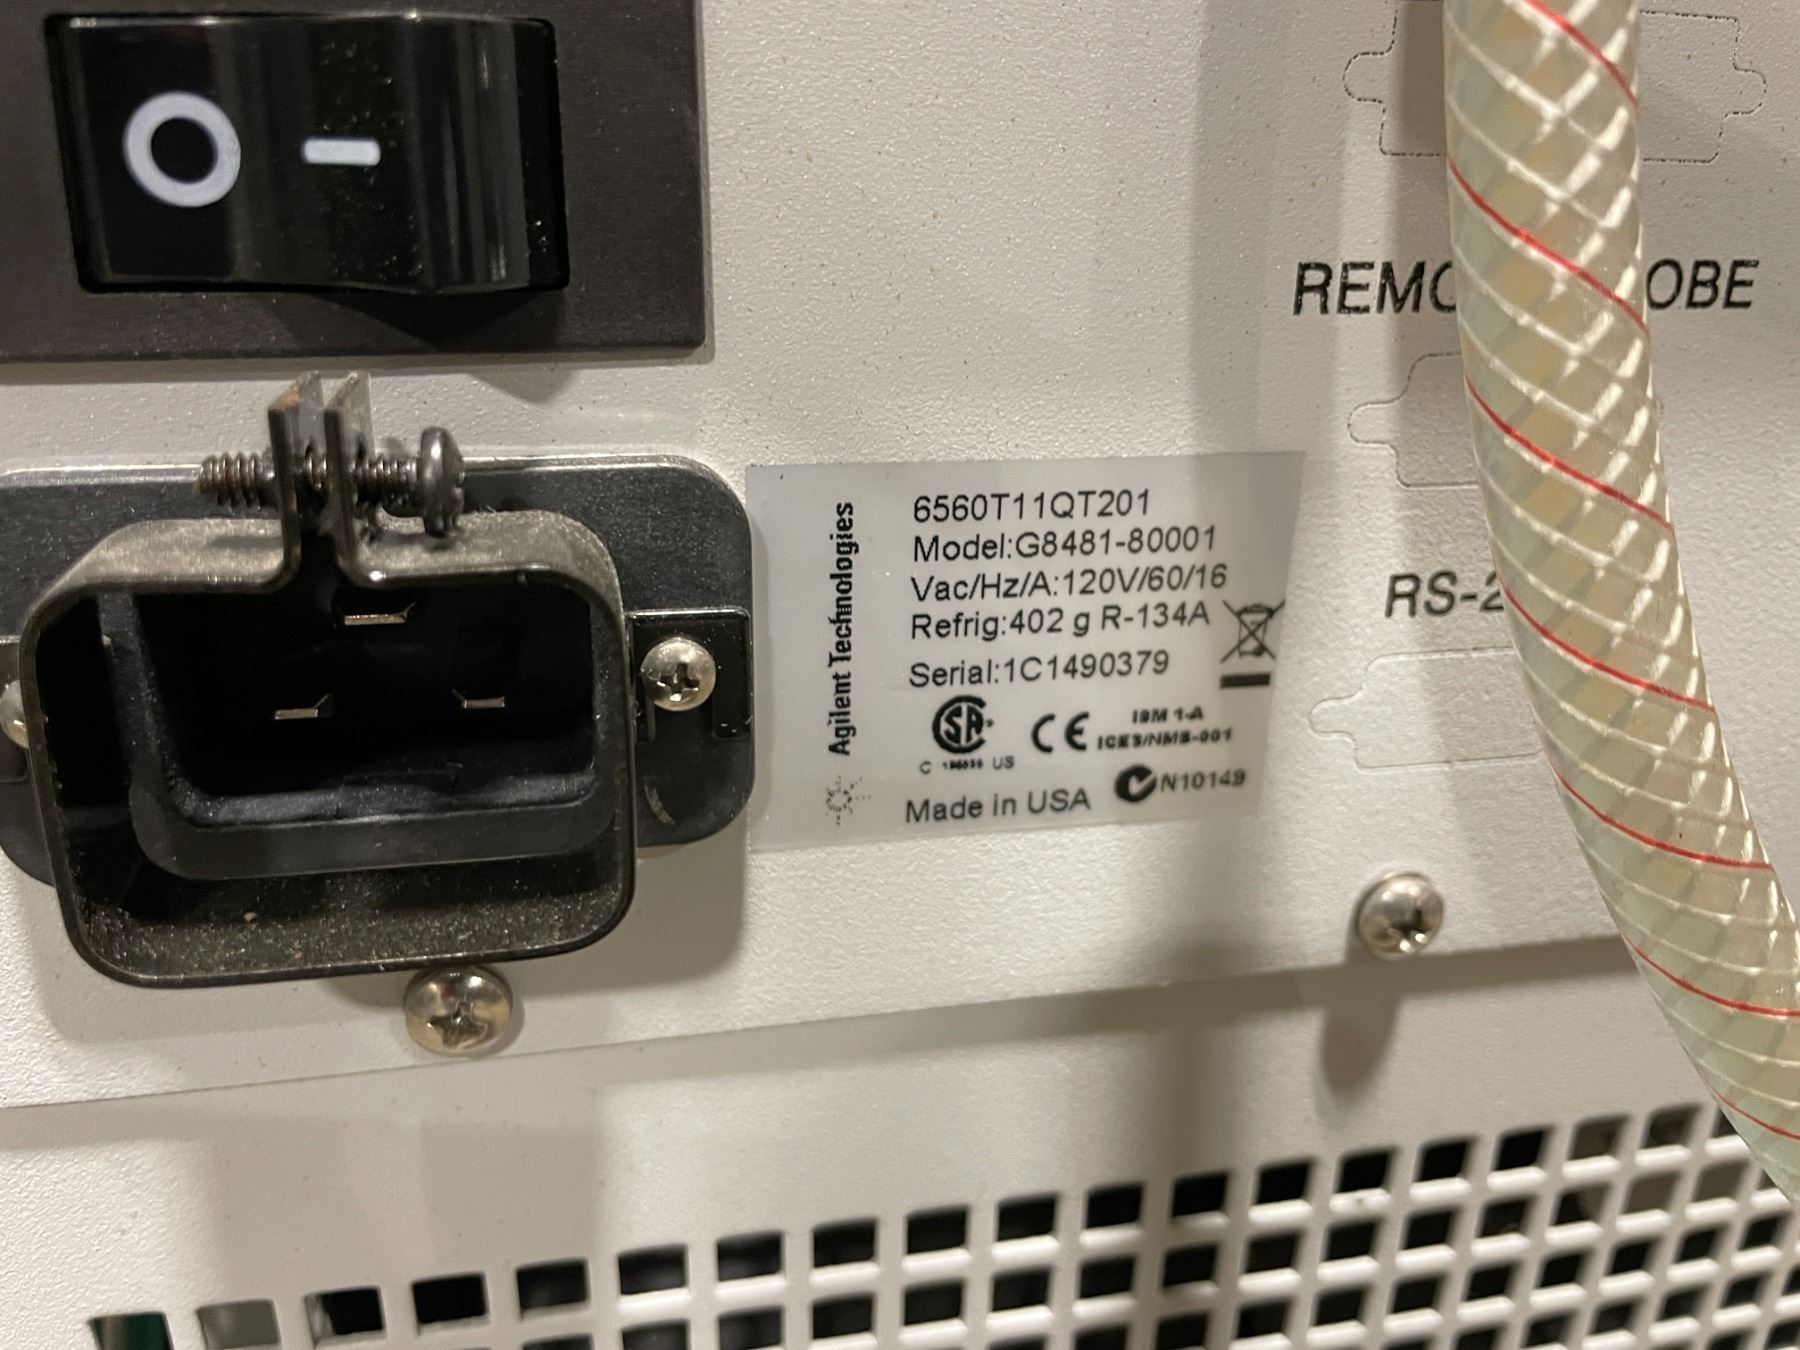 O –
REMO OBE
RS-2
Agilent Technologies
6560T11QT201
Model:G8481-80001
Vac/Hz/A:120V/60/16
Refrig:402 g R-134A
Serial:1C1490379
ISM 1-A
ICES/NMB-001
C US
N10149
Made in USA